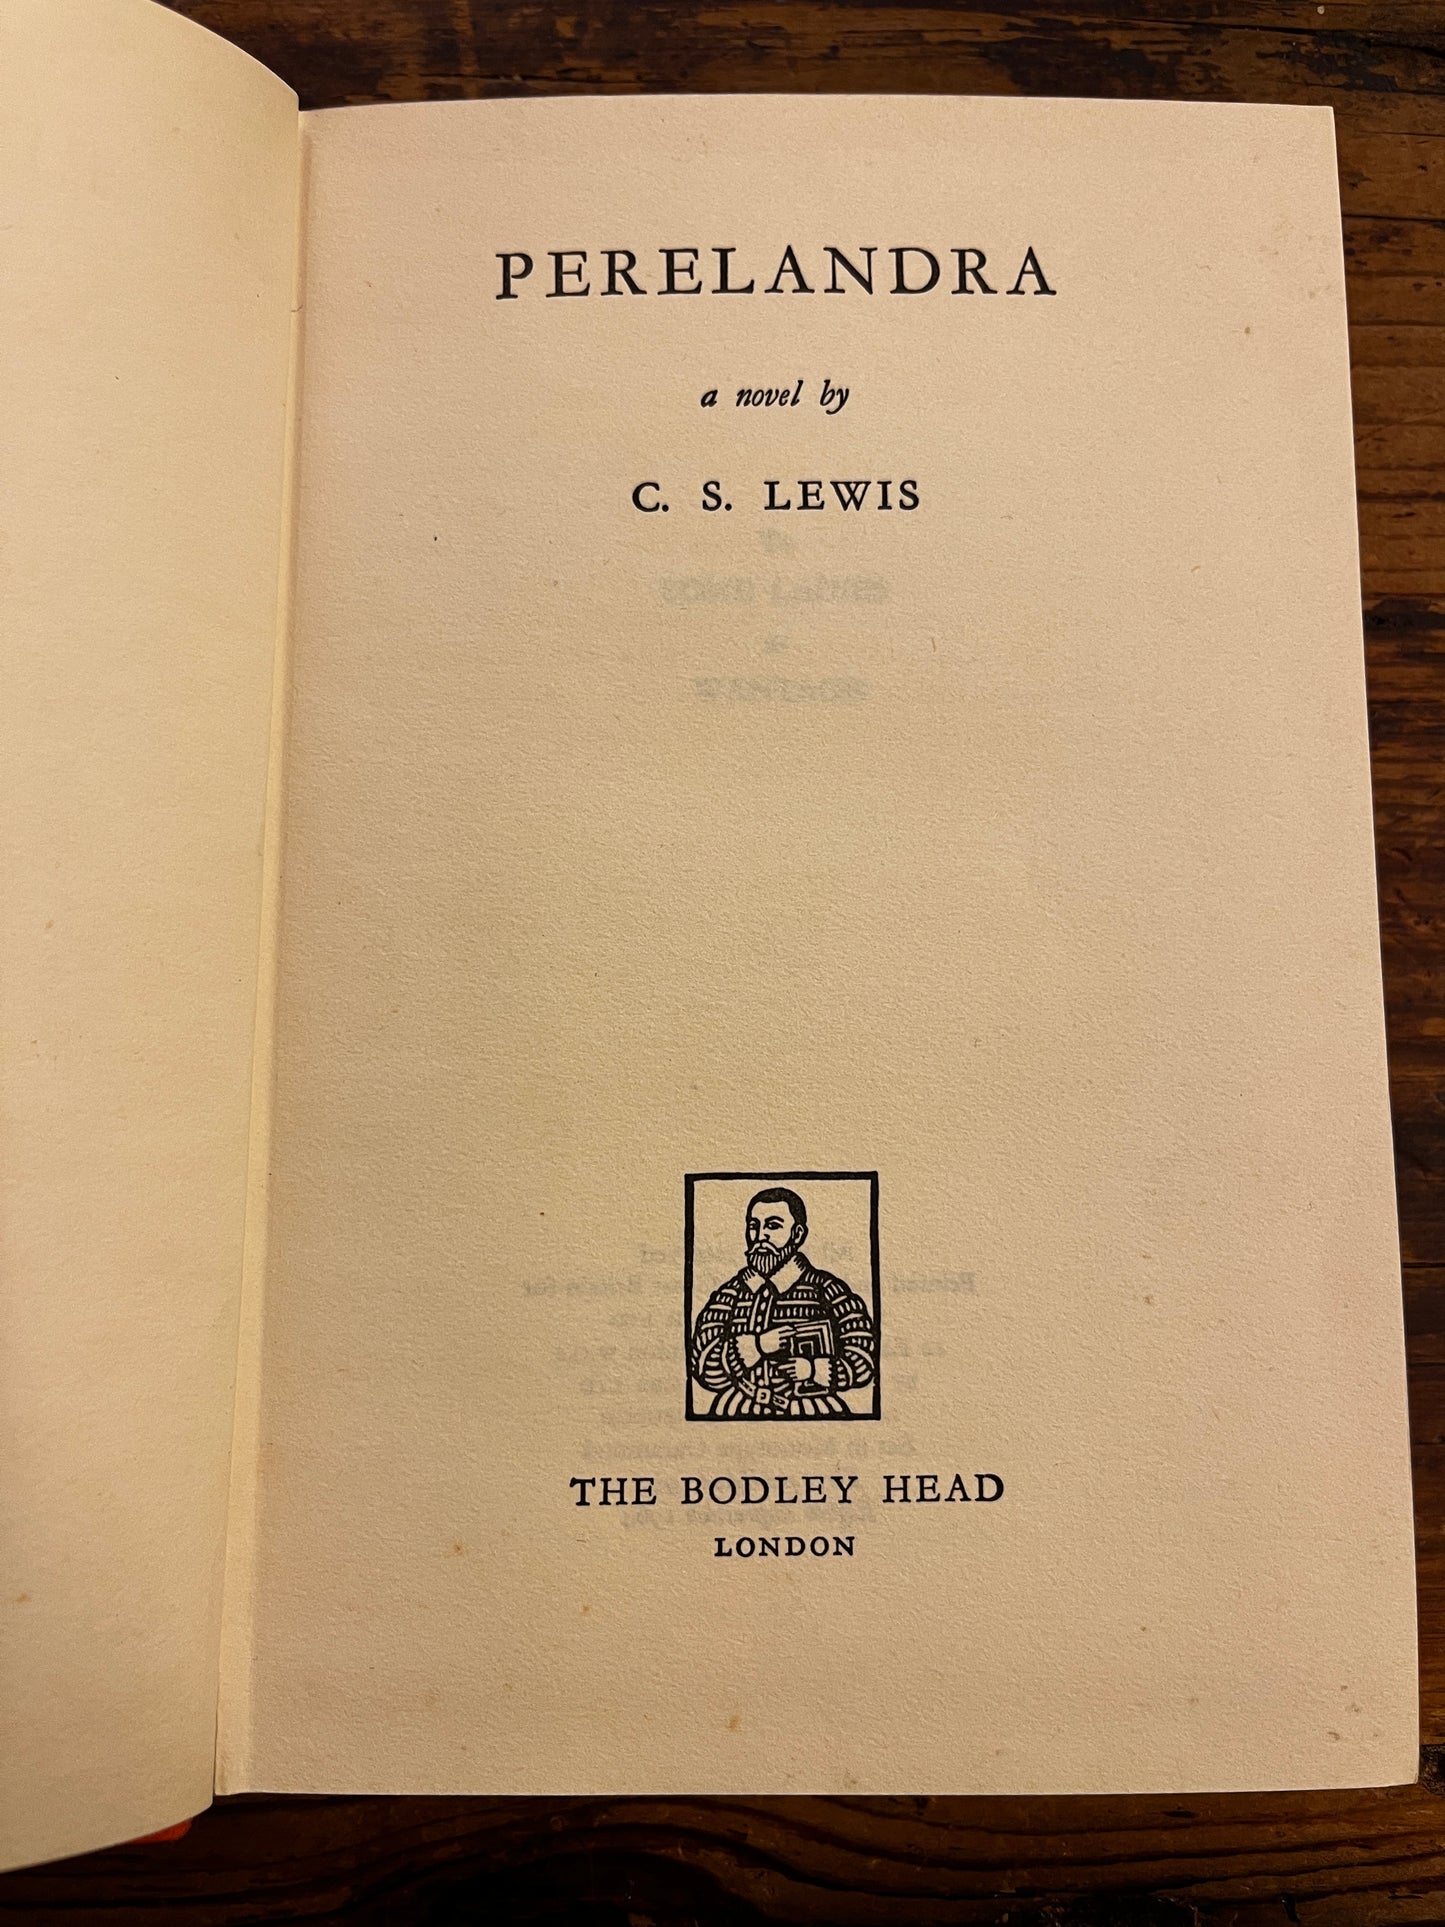 PERELANDRA
a novel by
C. S. LEWIS
THE BODLEY HEAD
LONDON